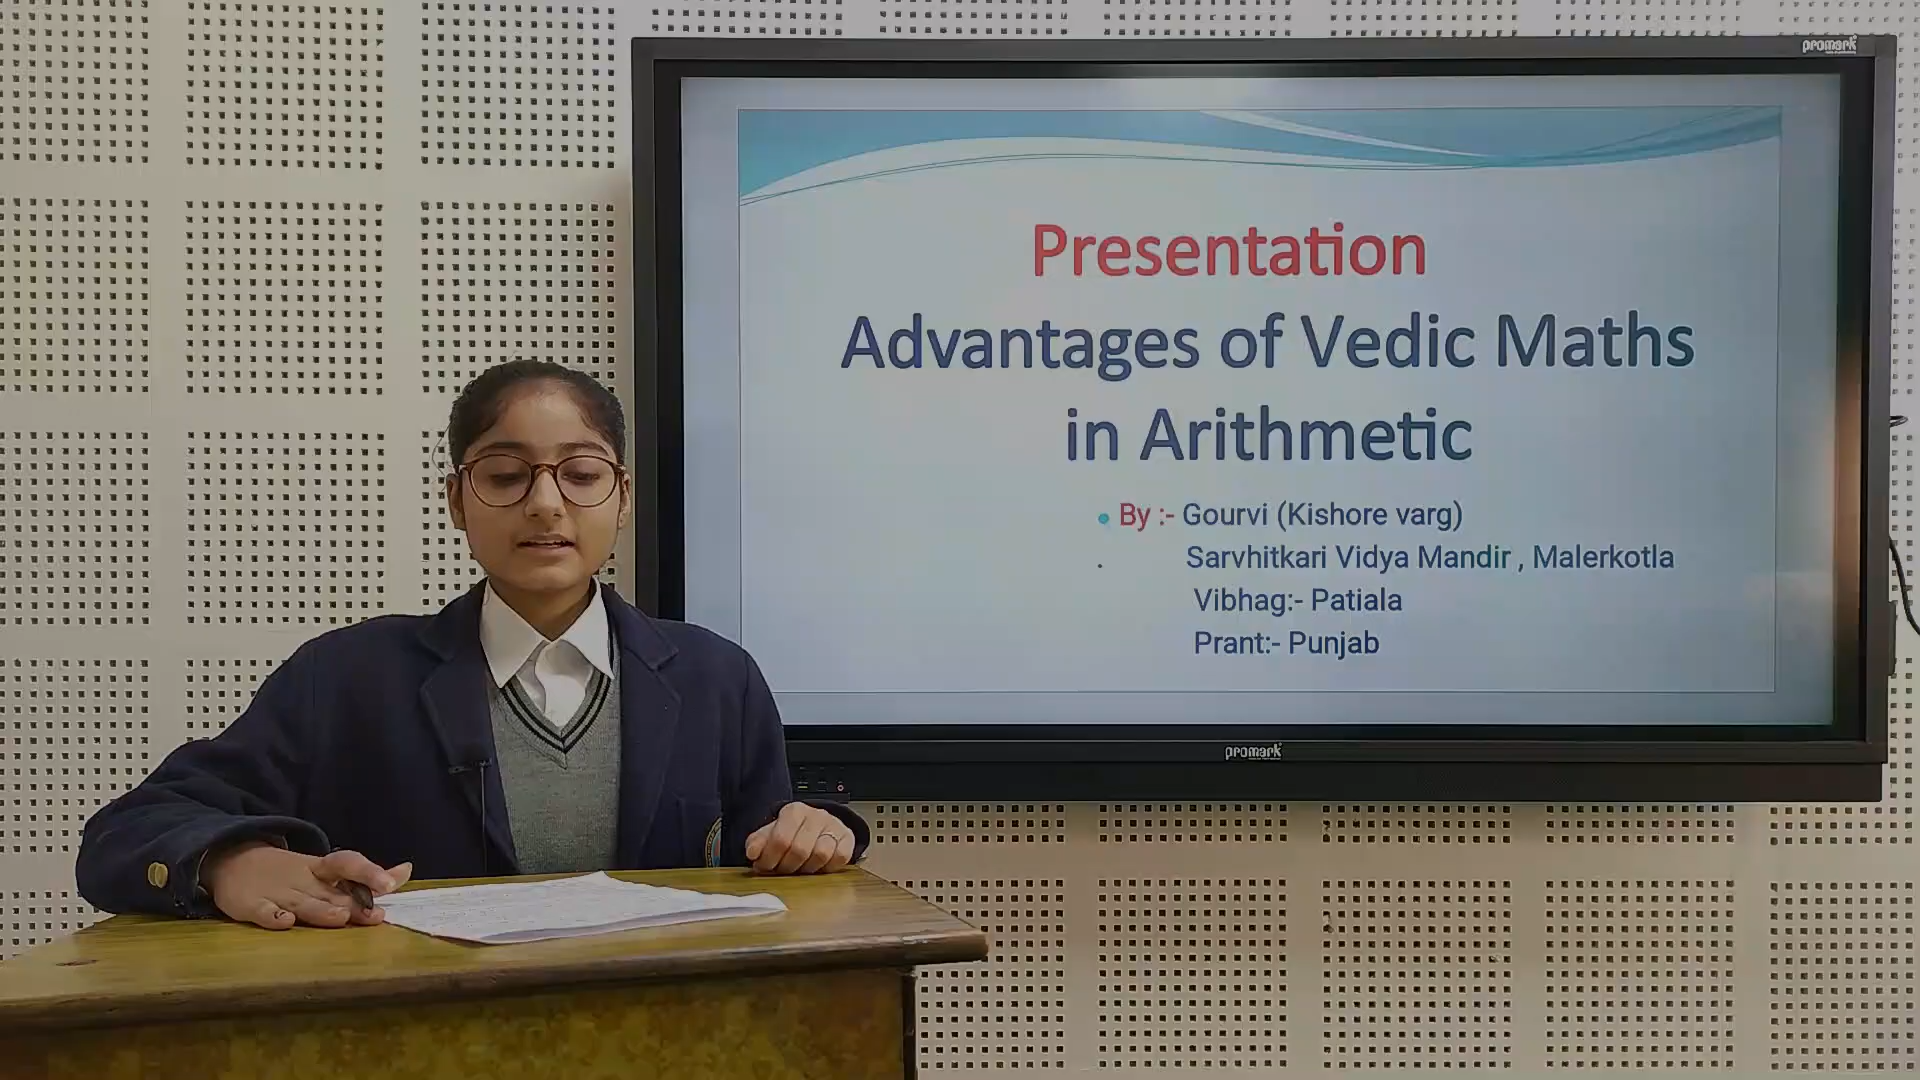 promark
Presentation
Advantages of Vedic Maths
in Arithmetic
• By :- Gourvi (Kishore varg)
. Sarvhitkari Vidya Mandir , Malerkotla
Vibhag:- Patiala
Prant:- Punjab
promark